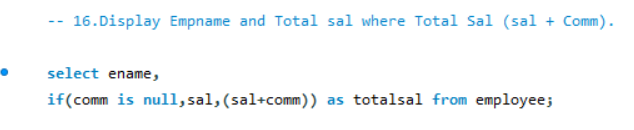 -- 16.Display Empname and Total sal where Total Sal (sal + Comm).
select ename,
if(comm is null,sal,(sal+comm)) as totalsal from employee;